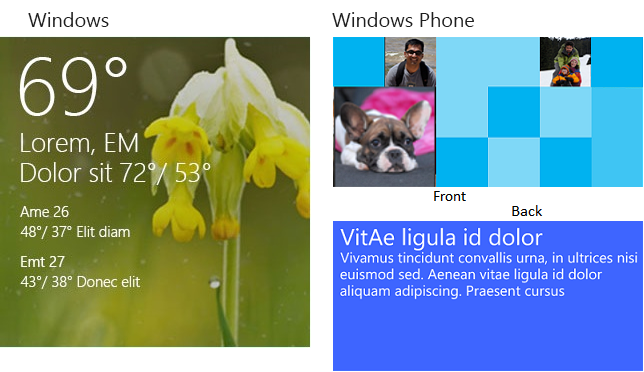 Windows
69°
Lorem, EM
Dolor sit 72°/ 53°
Ame 26
48°/ 37° Elit diam
Emt 27
43°/ 38° Donec elit
Windows Phone
Front
Back
VitAe ligula id dolor
Vivamus tincidunt convallis urna, in ultrices nisi
euismod sed. Aenean vitae ligula id dolor
aliquam adipiscing. Praesent cursus